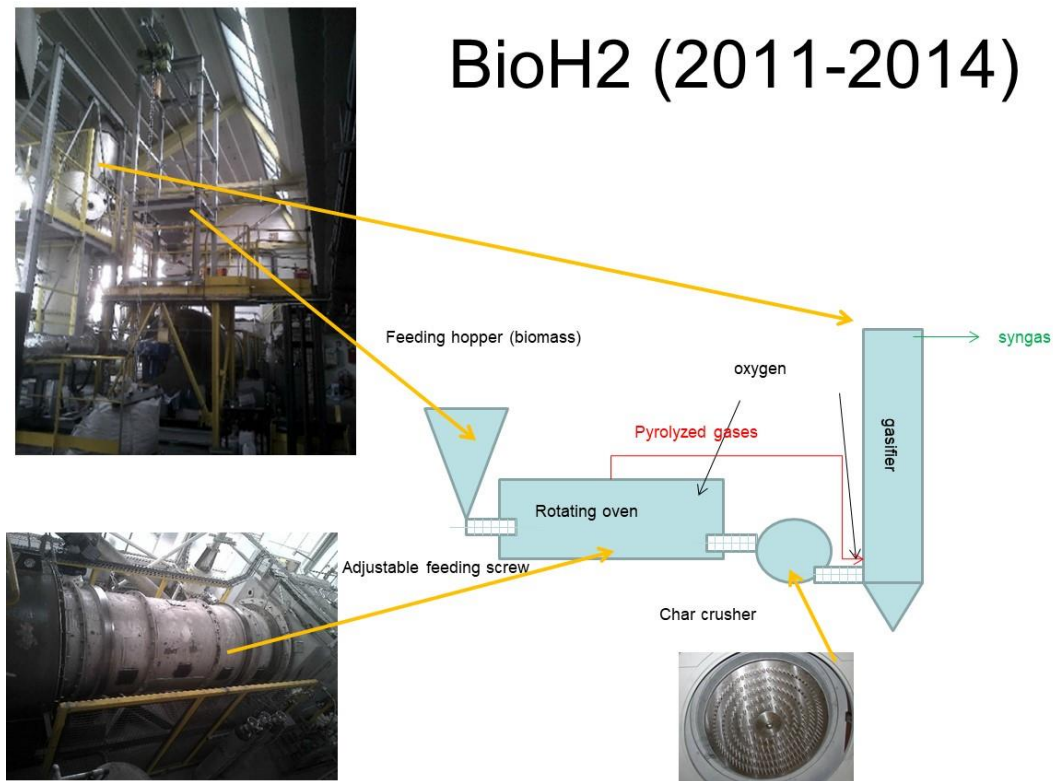 BioH2 (2011-2014)
Feeding hopper (biomass)
syngas
oxygen
Pyrolyzed gases
gasifier
Rotating oven
Adjustable feeding screw
Char crusher